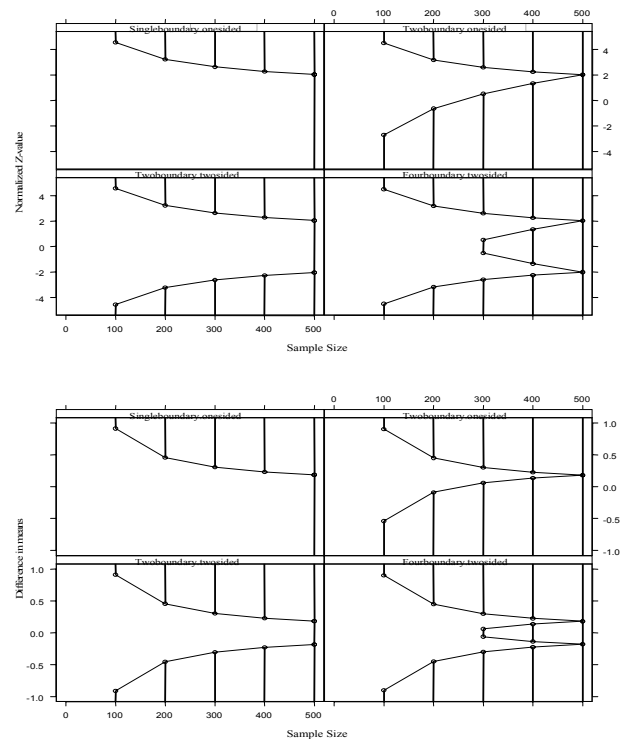 0 100 200 300 400 500
Singleboundary onesided Twoboundary onesided
4
2
0
-2
-4
Normalized Z-value
Twoboundary twosided Fourboundary twosided
4
2
0
-2
-4
0 100 200 300 400 500
Sample Size
0 100 200 300 400 500
Singleboundary onesided Twoboundary onesided
1.0
0.5
0.0
-0.5
-1.0
Difference in means
Twoboundary twosided Fourboundary twosided
1.0
0.5
0.0
-0.5
-1.0
0 100 200 300 400 500
Sample Size